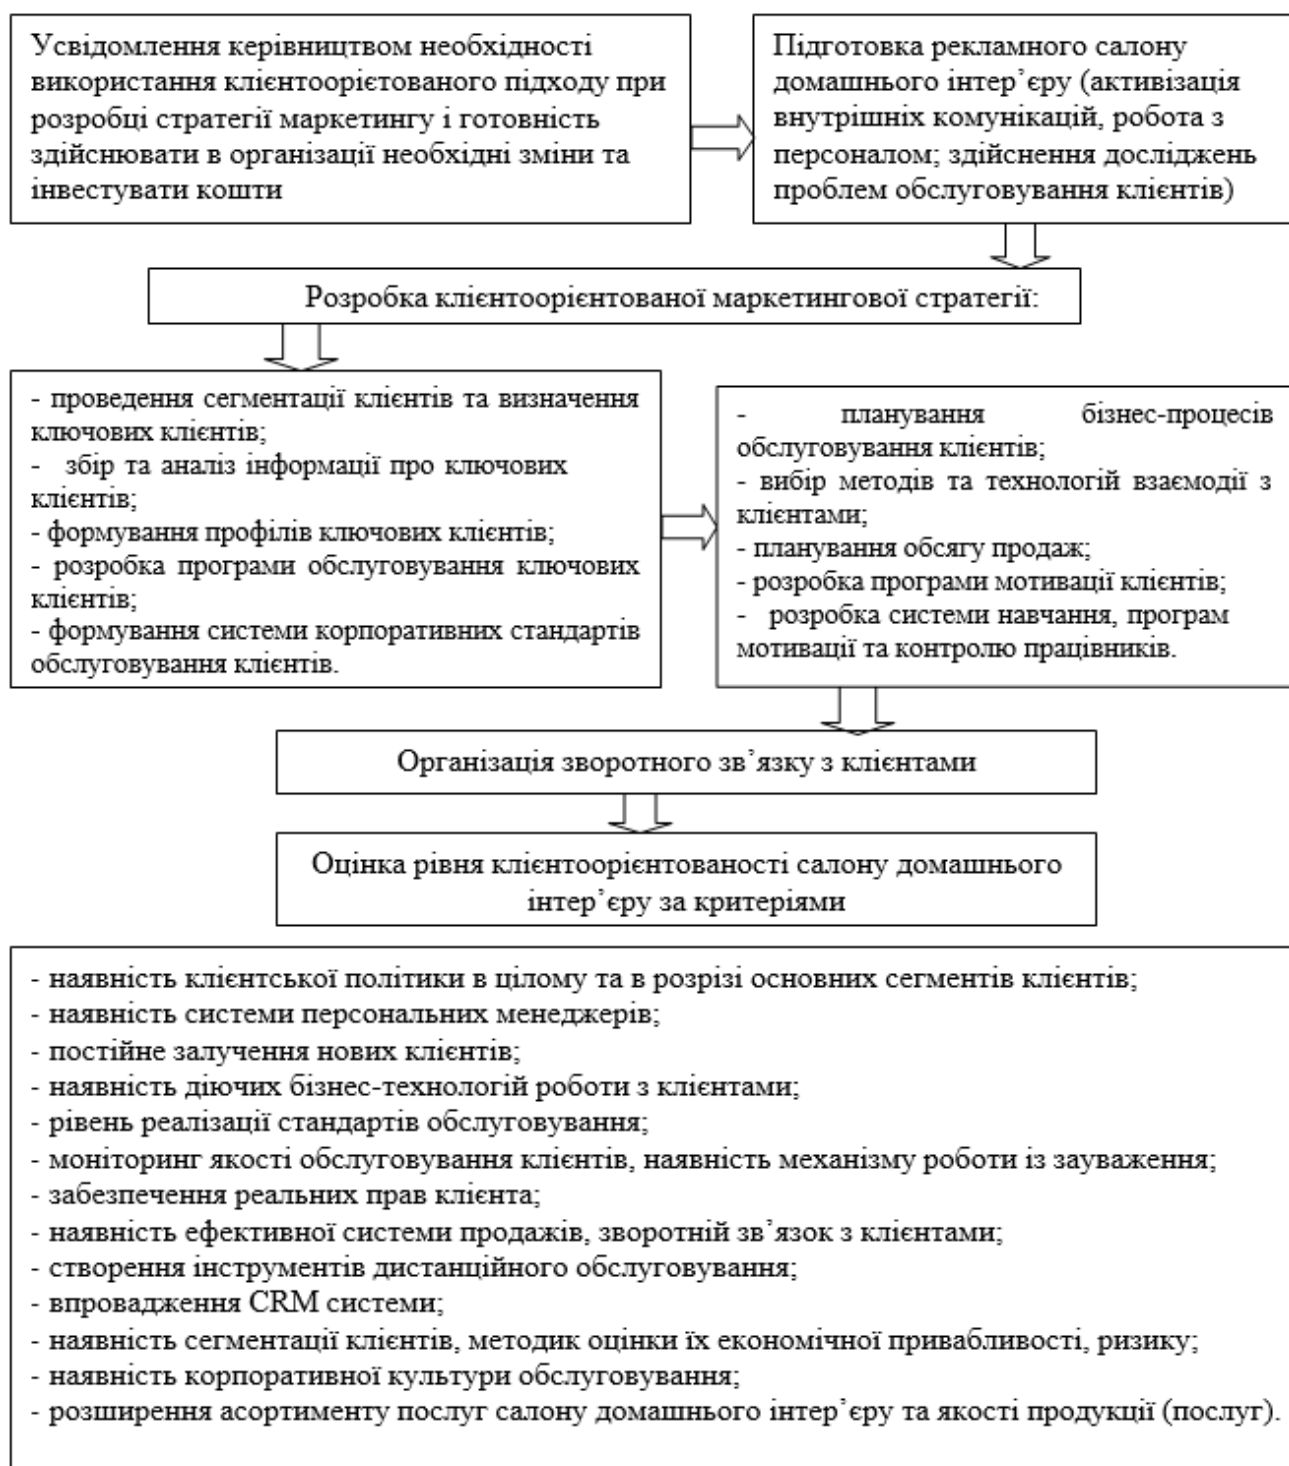 Усвідомлення керівництвом необхідності
використання клієнтоорієтованого підходу при
розробці стратегії маркетингу і готовність
здійснювати в організації необхідні зміни та
інвестувати кошти
Підготовка рекламного салону
домашнього інтер’єру (активізація
внутрішніх комунікацій, робота з
персоналом; здійснення досліджень
проблем обслуговування клієнтів)
Розробка клієнтоорієнтованої маркетингової стратегії:
- проведення сегментації клієнтів та визначення
ключових клієнтів;
- збір та аналіз інформації про ключових
клієнтів;
- формування профілів ключових клієнтів;
- розробка програми обслуговування ключових
клієнтів;
- формування системи корпоративних стандартів
обслуговування клієнтів.
- планування бізнес-процесів
обслуговування клієнтів;
- вибір методів та технологій взаємодії з
клієнтами;
- планування обсягу продаж;
- розробка програми мотивації клієнтів;
- розробка системи навчання, програм
мотивації та контролю працівників.
Організація зворотного зв’язку з клієнтами
Оцінка рівня клієнтоорієнтованості салону домашнього
інтер’єру за критеріями
- наявність клієнтської політики в цілому та в розрізі основних сегментів клієнтів;
- наявність системи персональних менеджерів;
- постійне залучення нових клієнтів;
- наявність діючих бізнес-технологій роботи з клієнтами;
- рівень реалізації стандартів обслуговування;
- моніторинг якості обслуговування клієнтів, наявність механізму роботи із зауваження;
- забезпечення реальних прав клієнта;
- наявність ефективної системи продажів, зворотній зв’язок з клієнтами;
- створення інструментів дистанційного обслуговування;
- впровадження CRM системи;
- наявність сегментації клієнтів, методик оцінки їх економічної привабливості, ризику;
- наявність корпоративної культури обслуговування;
- розширення асортименту послуг салону домашнього інтер’єру та якості продукції (послуг).